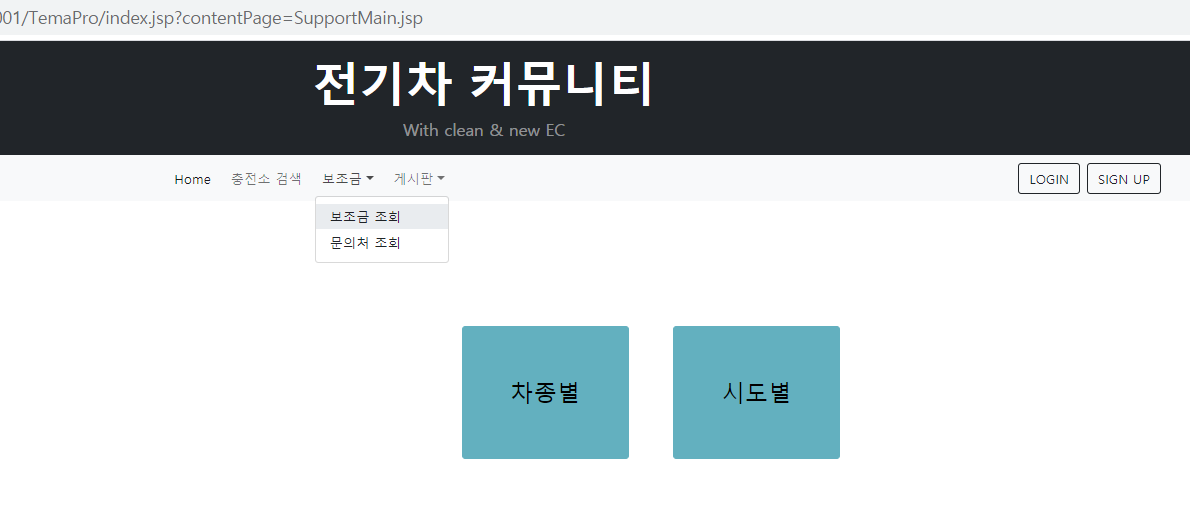 001/TemaPro/index.jsp?contentPage=SupportMain.jsp
전기차 커뮤니티
With clean & new EC
Home 충전소 검색 보조금 게시판 LOGIN SIGN UP
보조금 조회
문의처 조회
차종별 시도별